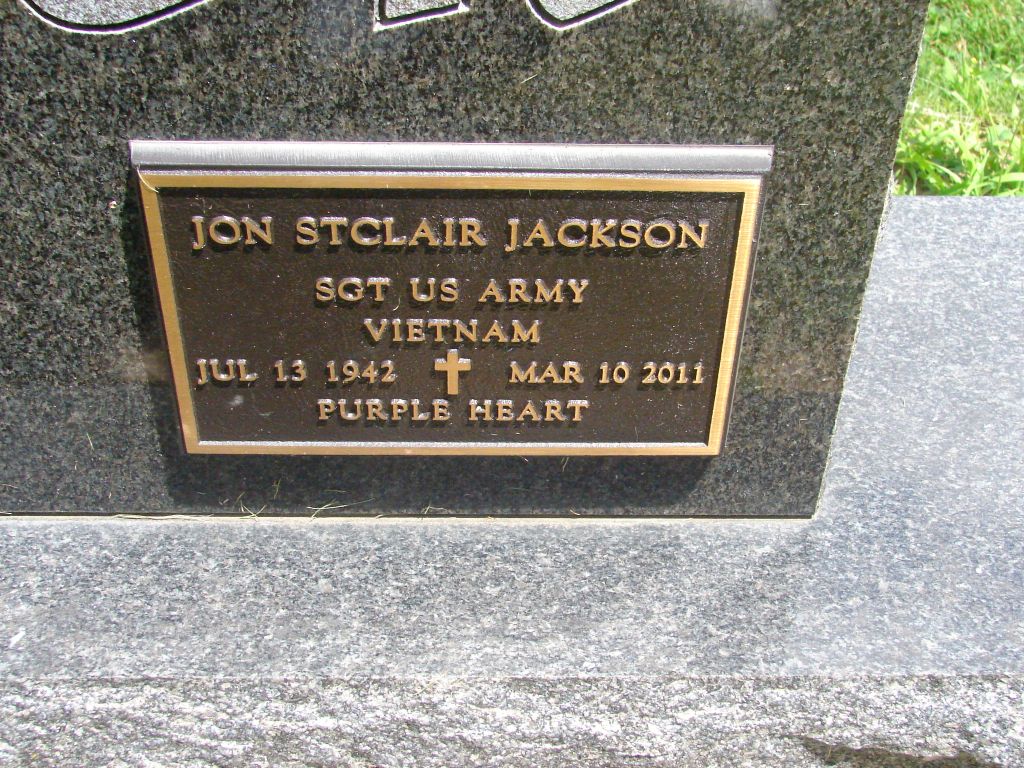 JON STCLAIR JACKSON
SGT US ARMY
VIETNAM
JUL 13 1942 MAR 10 2011
PURPLE HEART